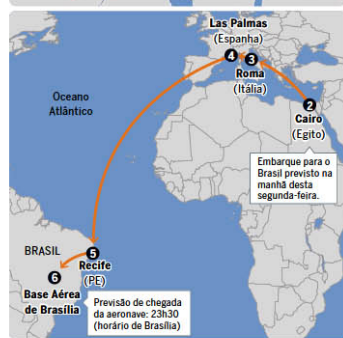 Las Palmas
(Espanha)
4
3
Roma
(Itália)
2
Cairo
(Egito)
Oceano
Atlântico
Embarque para o
Brasil previsto na
manhã desta
segunda-feira.
BRASIL
5
Recife
(PE)
6
Base Aérea
de Brasília
Previsão de chegada
da aeronave: 23h30
(horário de Brasília)